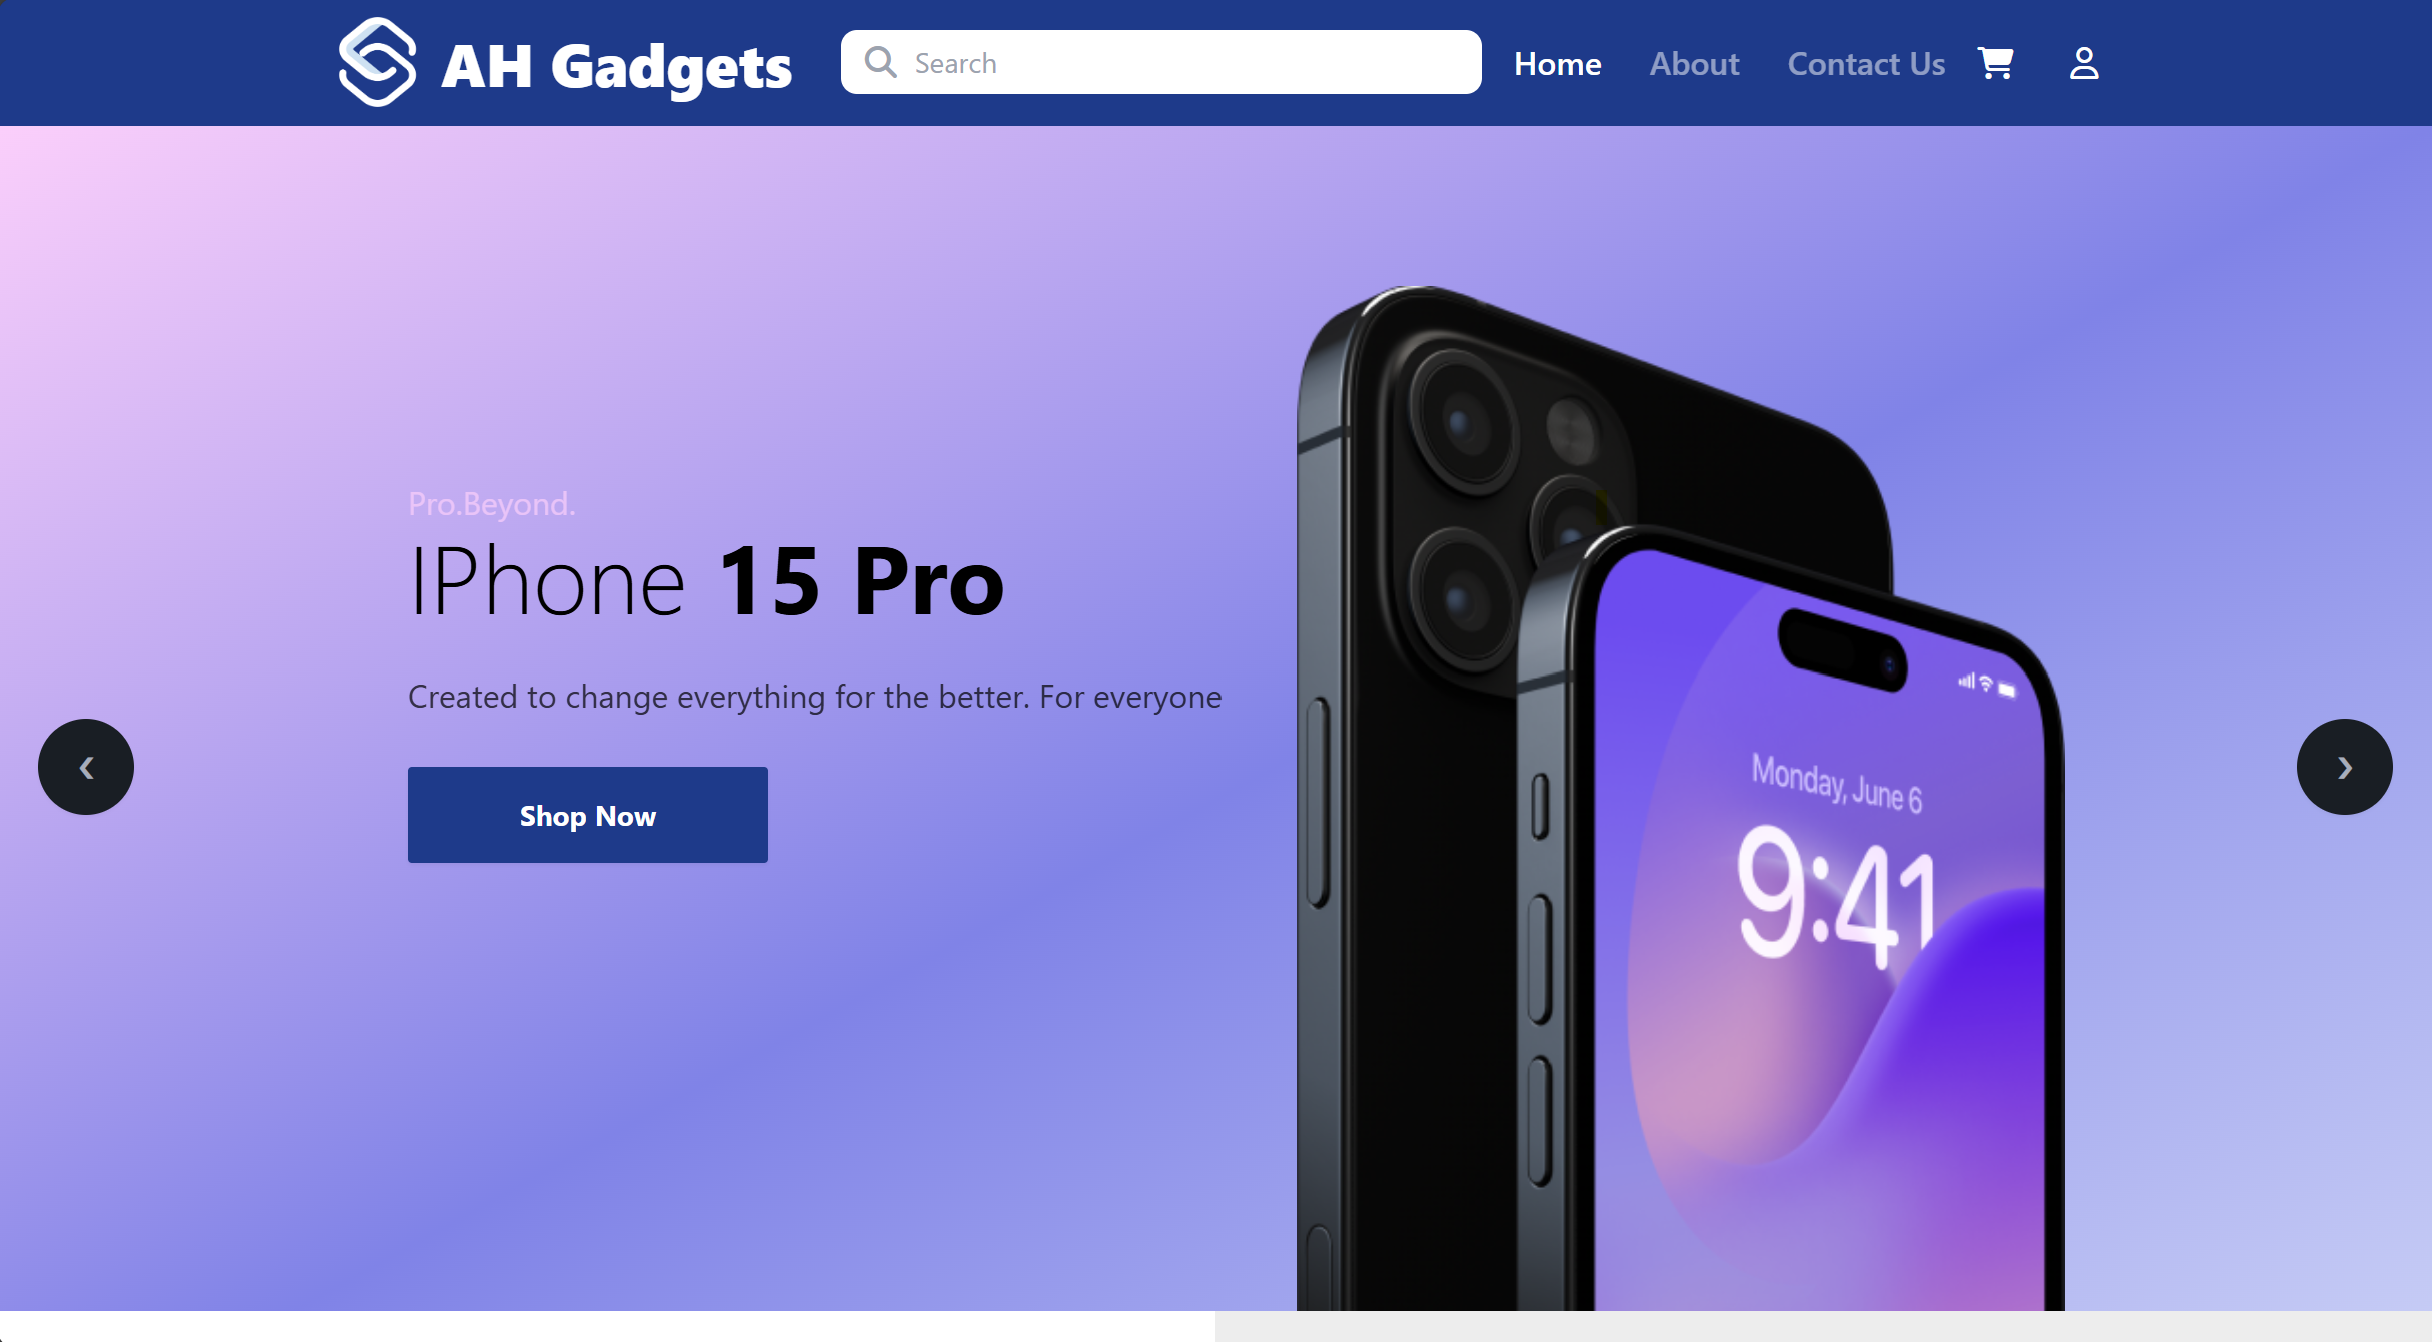 AH Gadgets
Search
Home About Contact Us
Pro.Beyond.
IPhone 15 Pro
Created to change everything for the better. For everyone
Shop Now
Monday, June 6
9:41